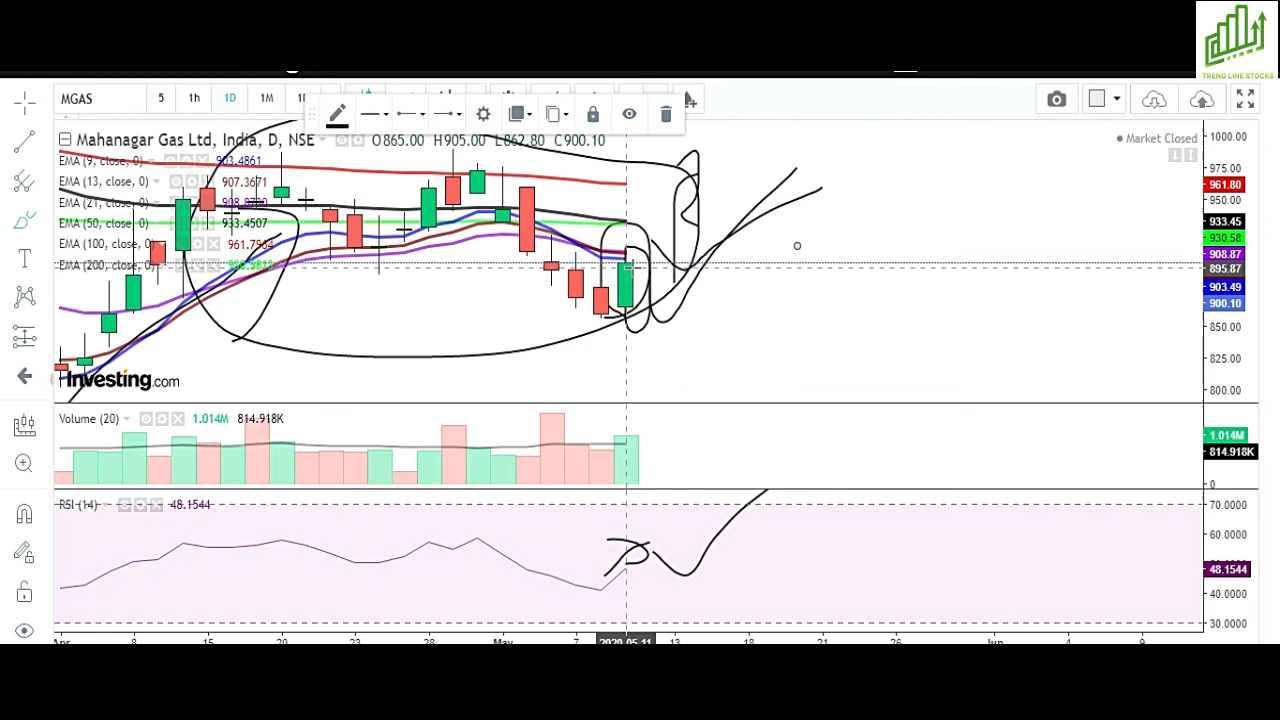 TREND LINE STOCKS
MGAS 5 1h 1D 1M
Mahanagar Gas Ltd, India, D, NSE O865.00 H905.00 L862.80 C900.10
Market Closed
EMA (9, close, 0) 903.4861
EMA (13, close, 0) 907.3671
EMA (21, close, 0)
EMA (50, close, 0) 933.4507
EMA (100, close, 0)
EMA (200, close, 0)
1000.00
975.00
961.80
950.00
933.45
930.58
908.87
895.87
903.49
900.10
850.00
825.00
800.00
Investing.com
Volume (20) 1.014M 814.918K
1.014M
814.918K
0
RSI (14) 48.1544
70.0000
60.0000
48.1544
40.0000
30.0000
Apr 8 15 20 23 28 May 7 2020-05-11 13 18 21 26 Jun 4 9